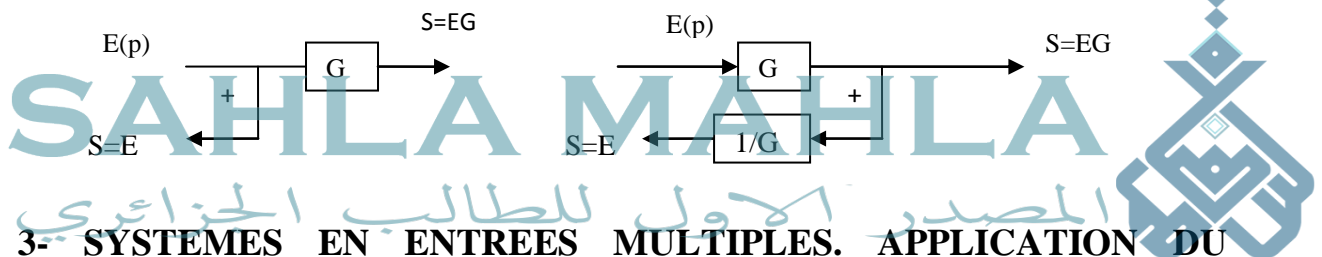 S=EG
E(p)
E(p)
S=EG
G
G
+
+
SAHLA MAHLA
S=E
S=E
1/G
المصدر الاول للطالب الجزائري
3- SYSTEMES EN ENTREES MULTIPLES. APPLICATION DU